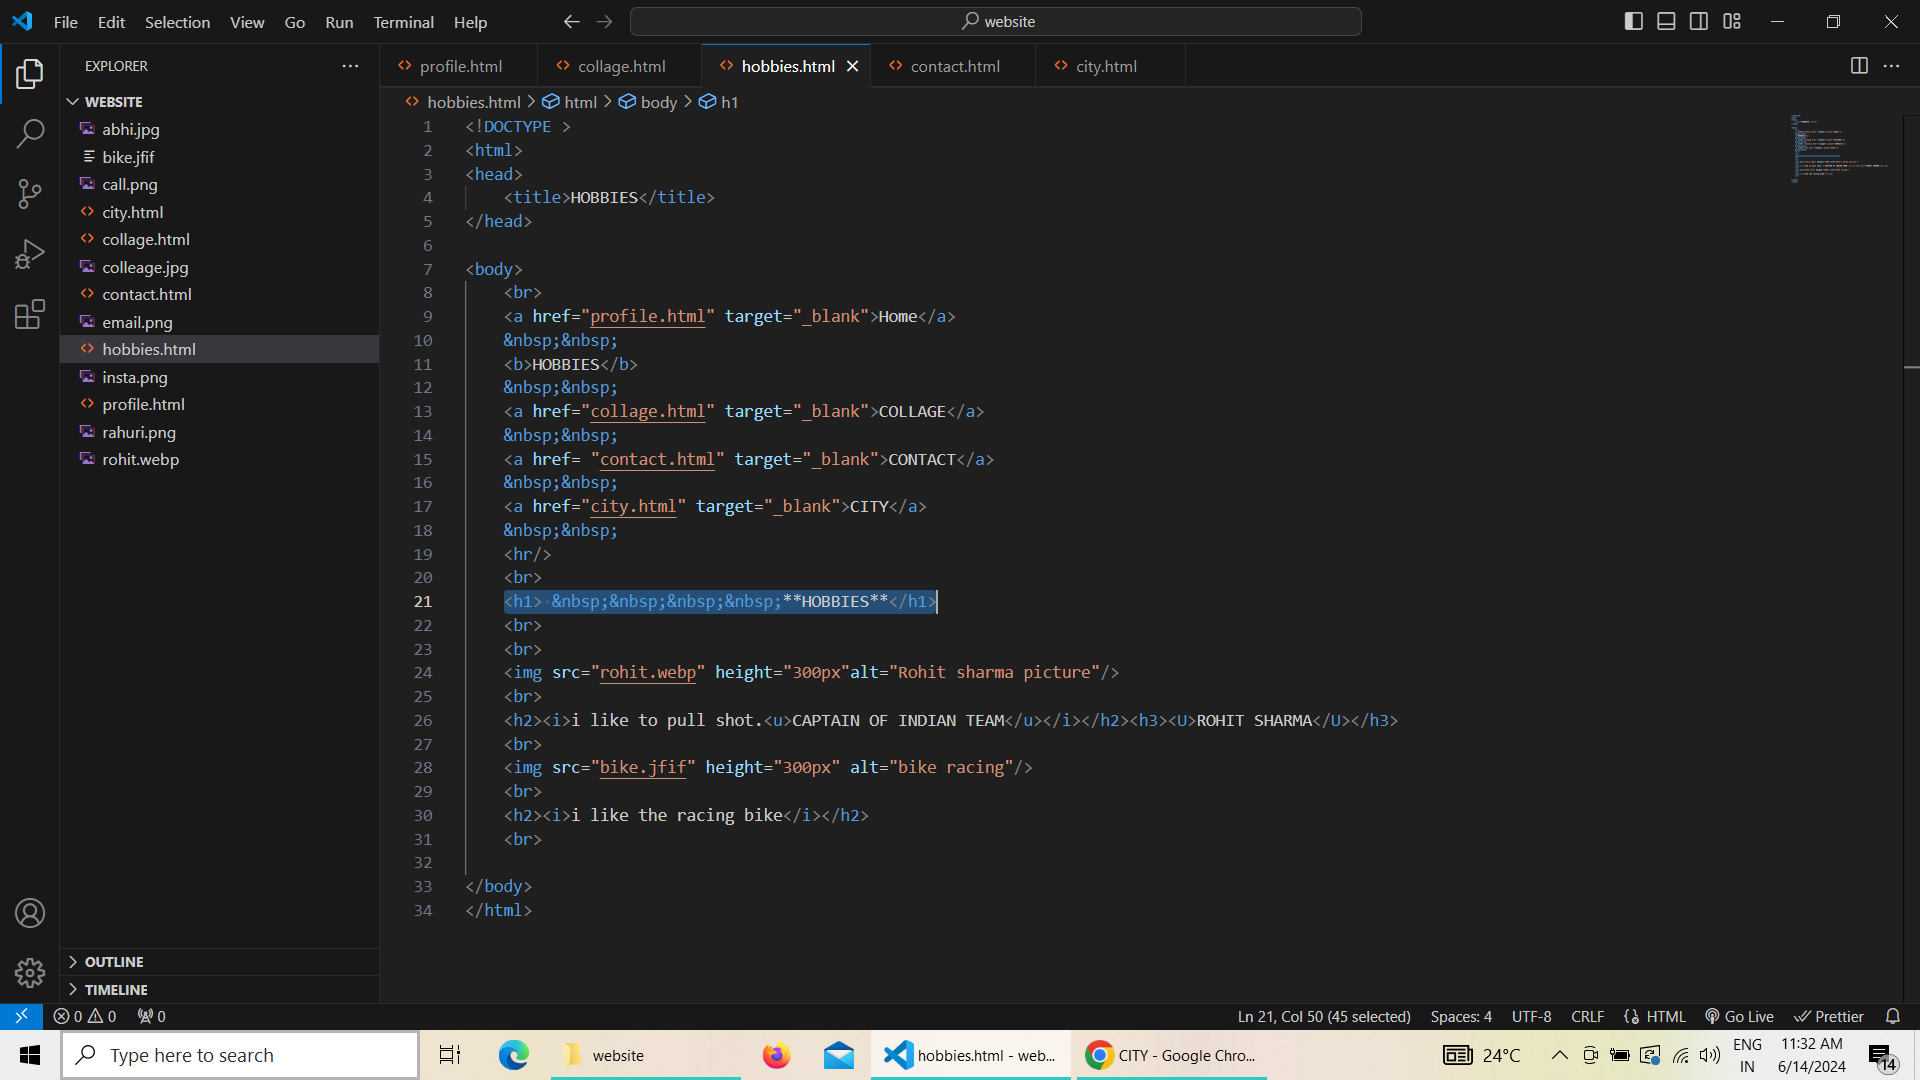 File Edit Selection View Go Run Terminal Help
website
EXPLORER
WEBSITE
abhi.jpg
bike.jfif
call.png
city.html
collage.html
colleage.jpg
contact.html
email.png
hobbies.html
insta.png
profile.html
rahuri.png
rohit.webp
OUTLINE
TIMELINE
profile.html collage.html hobbies.html contact.html city.html
hobbies.html > html > body > h1
1 <!DOCTYPE >
2 <html>
3 <head>
4 <title>HOBBIES</title>
5 </head>
6
7 <body>
8 <br>
9 <a href="profile.html" target="_blank">Home</a>
10 &nbsp;&nbsp;
11 <b>HOBBIES</b>
12 &nbsp;&nbsp;
13 <a href="collage.html" target="_blank">COLLAGE</a>
14 &nbsp;&nbsp;
15 <a href= "contact.html" target="_blank">CONTACT</a>
16 &nbsp;&nbsp;
17 <a href="city.html" target="_blank">CITY</a>
18 &nbsp;&nbsp;
19 <hr/>
20 <br>
21 <h1> &nbsp;&nbsp;&nbsp;&nbsp;**HOBBIES**</h1>
22 <br>
23 <br>
24 <img src="rohit.webp" height="300px"alt="Rohit sharma picture"/>
25 <br>
26 <h2><i>i like to pull shot.<u>CAPTAIN OF INDIAN TEAM</u></i></h2><h3><U>ROHIT SHARMA</U></h3>
27 <br>
28 <img src="bike.jfif" height="300px" alt="bike racing"/>
29 <br>
30 <h2><i>i like the racing bike</i></h2>
31 <br>
32
33 </body>
34 </html>
0 0 0
Ln 21, Col 50 (45 selected) Spaces: 4 UTF-8 CRLF HTML Go Live Prettier
Type here to search
website
hobbies.html - web...
CITY - Google Chro...
24°C
ENG
IN
11:32 AM
6/14/2024
14